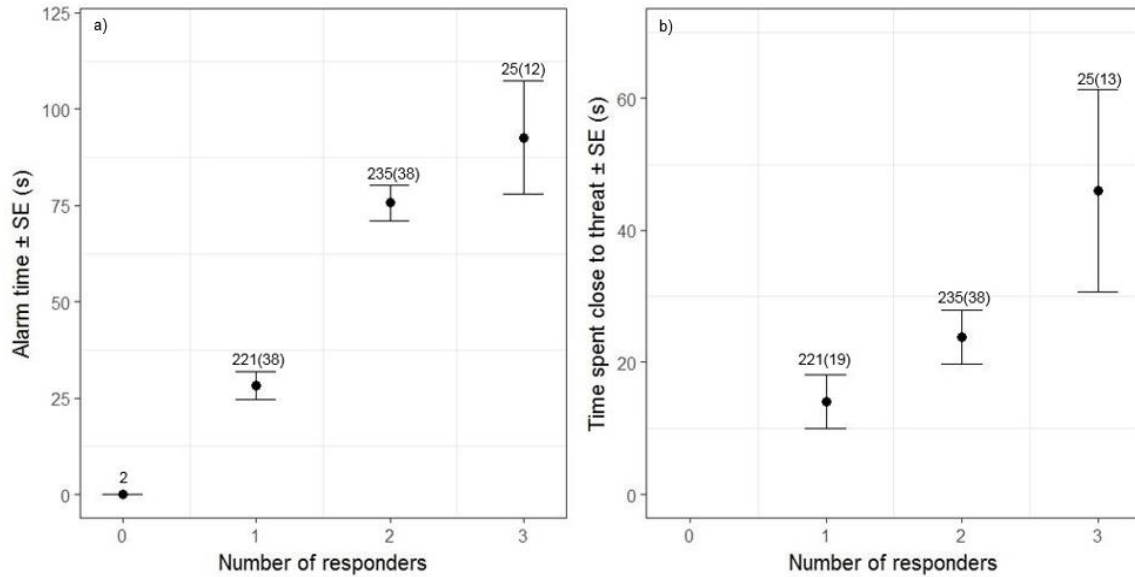 a)
Alarm time ± SE (s)
125
100
75
50
25
0
2
221(38)
235(38)
25(12)
0 1 2 3
Number of responders
b)
Time spent close to threat ± SE (s)
60
40
20
0
221(19)
235(38)
25(13)
0 1 2 3
Number of responders